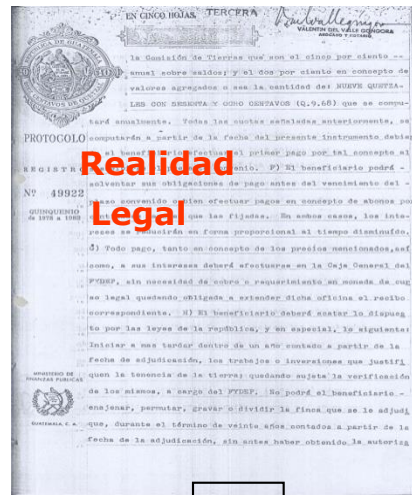 EN CINCO HOJAS. TERCERA
VALENTIN DEL VALLE GONGORA
ABOGADO Y NOTARIO
la Comisión de Tierras que son el cinco por ciento --
anual sobre saldos; y el dos por ciento en concepto de
valores agregados o sea la cantidad de: NUEVE QUETZA-
LES CON SESENTA Y OCHO CENTAVOS (Q.9.68) que se compu-
tará anualmente. Todas las cuotas señaladas anteriormente, se
PROTOCOLO
computarán a partir de la fecha del presente instrumento
el beneficiario efectuar el primer pago por tal concepto al
Realidad
REGISTRO
F) El beneficiario podrá -
solventar sus obligaciones de pago antes del vencimiento del -
Nº 49922
plazo convenido o bien efectuar pagos en concepto de abonos por
Legal
QUINQUENIO
de 1978 a 1982
que las fijadas. En ambos casos, los inte-
reses se reducirán en forma proporcional al tiempo disminuído.
G) Todo pago, tanto en concepto de los precios mencionados, así
como, a sus intereses deberá efectuarse en la Caja General del
FYDEP, sin necesidad de cobro o requerimiento en moneda de cur
so legal quedando obligada a extender dicha oficina el recibo
correspondiente. H) El beneficiario deberá acatar lo dispues
to por las leyes de la república, y en especial, lo siguiente:
Iniciar a mas tardar dentro de un año contado a partir de la
fecha de adjudicación, los trabajos o inversiones que justifi
MINISTERIO DE
FINANZAS PUBLICAS
quen la tenencia de la tierra; quedando sujeta la verificación
de los mismos, a cargo del FYDEP. No podrá el beneficiario -
enajenar, permutar, gravar o dividir la finca que se le adjudi
GUATEMALA, C. A.
que, durante el término de veinte años contados a partir de la
fecha de la adjudicación, sin antes haber obtenido la autoriza